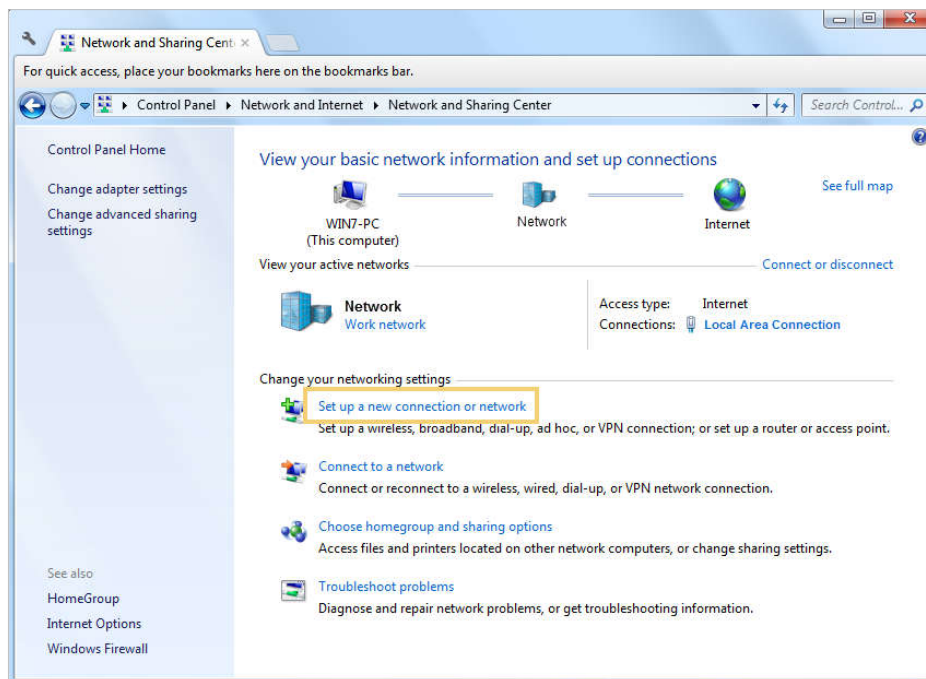 Network and Sharing Cent
For quick access, place your bookmarks here on the bookmarks bar.
Control Panel Network and Internet Network and Sharing Center Search Control...
Control Panel Home
Change adapter settings
Change advanced sharing
settings
View your basic network information and set up connections
See full map
WIN7-PC Network Internet
(This computer)
View your active networks Connect or disconnect
Network
Work network
Access type: Internet
Connections: Local Area Connection
Change your networking settings
Set up a new connection or network
Set up a wireless, broadband, dial-up, ad hoc, or VPN connection; or set up a router or access point.
Connect to a network
Connect or reconnect to a wireless, wired, dial-up, or VPN network connection.
Choose homegroup and sharing options
Access files and printers located on other network computers, or change sharing settings.
Troubleshoot problems
Diagnose and repair network problems, or get troubleshooting information.
See also
HomeGroup
Internet Options
Windows Firewall